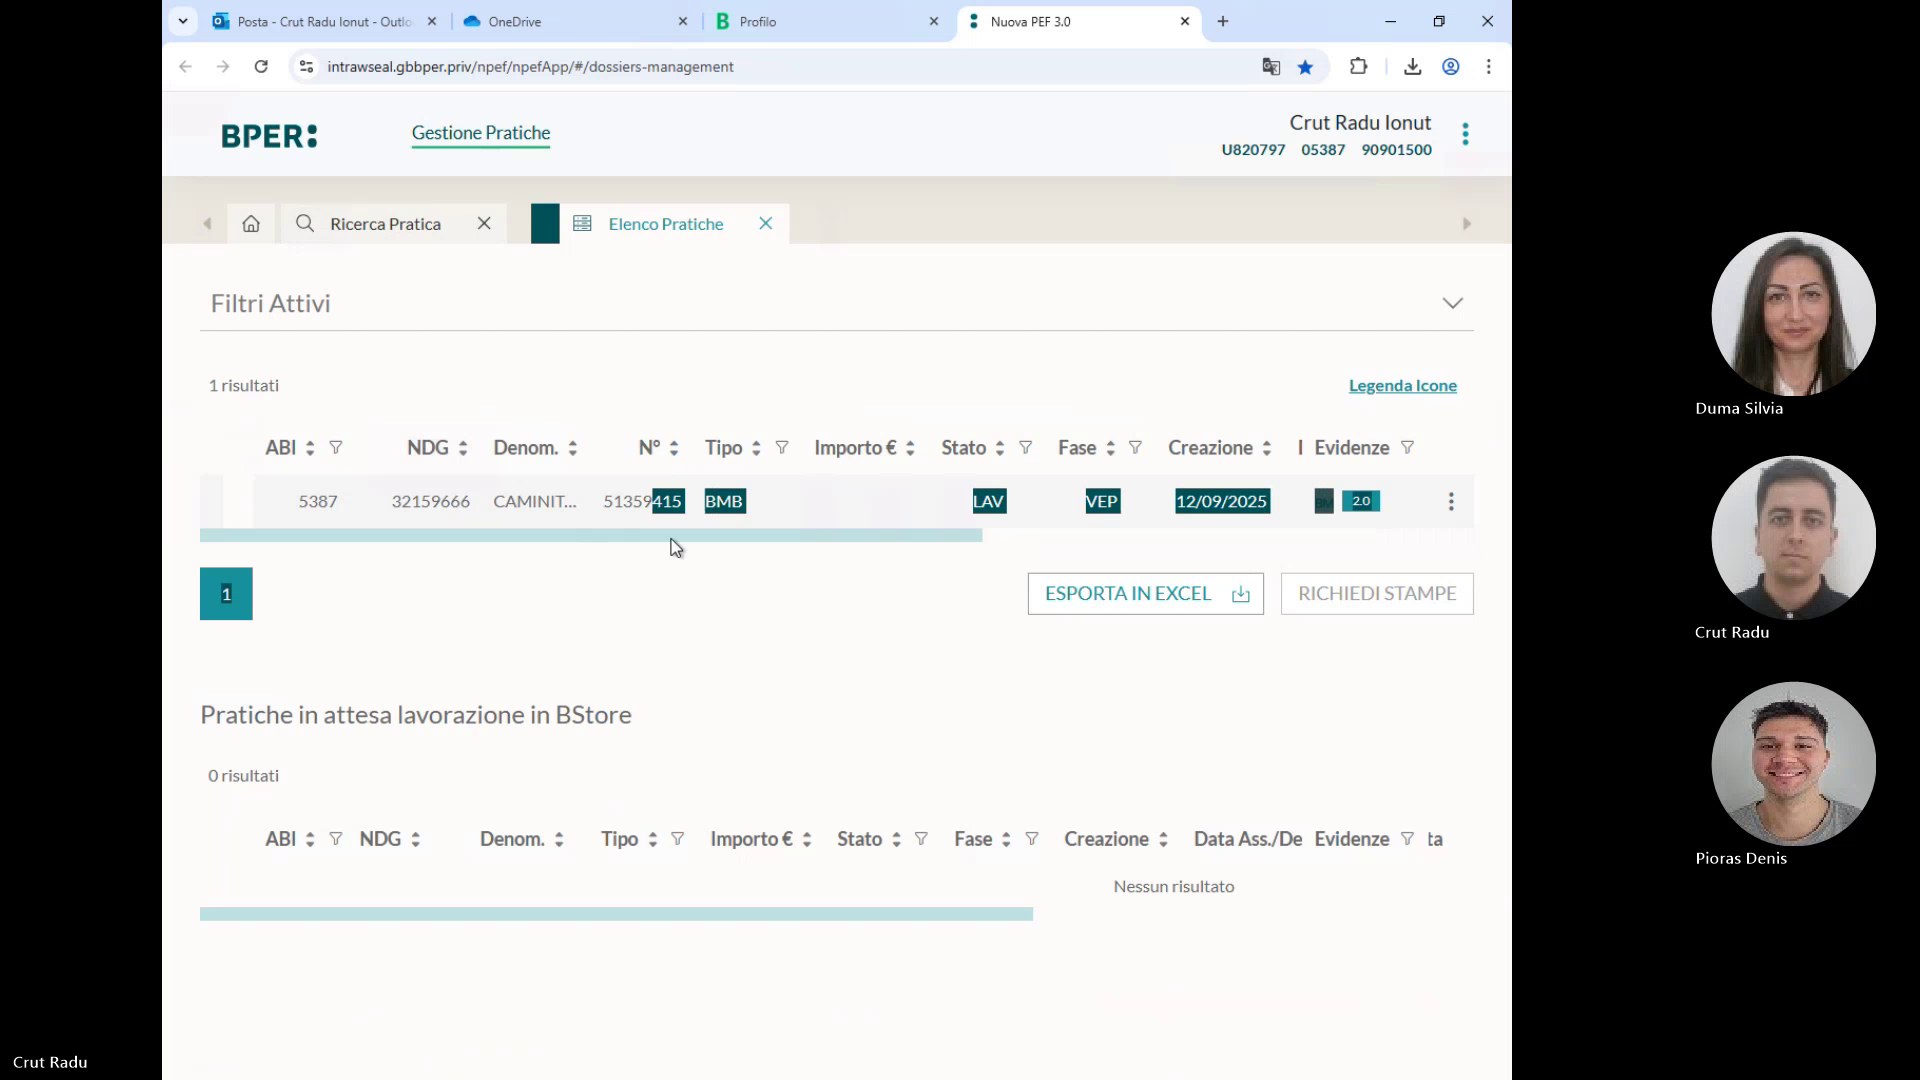 Posta - Crut Radu Ionut - Outlo
OneDrive
Profilo
Nuova PEF 3.0
intrawseal.gbbper.priv/npef/npefApp/#/dossiers-management
BPER:
Gestione Pratiche
Crut Radu Ionut
U820797 05387 90901500
Ricerca Pratica
Elenco Pratiche
Filtri Attivi
1 risultati
Legenda Icone
ABI NDG Denom. N° Tipo Importo € Stato Fase Creazione I Evidenze
5387 32159666 CAMINIT... 51359415 BMB LAV VEP 12/09/2025 2.0
1
ESPORTA IN EXCEL
RICHIEDI STAMPE
Pratiche in attesa lavorazione in BStore
0 risultati
ABI NDG Denom. Tipo Importo € Stato Fase Creazione Data Ass./De Evidenze ta
Nessun risultato
Duma Silvia
Crut Radu
Pioras Denis
Crut Radu